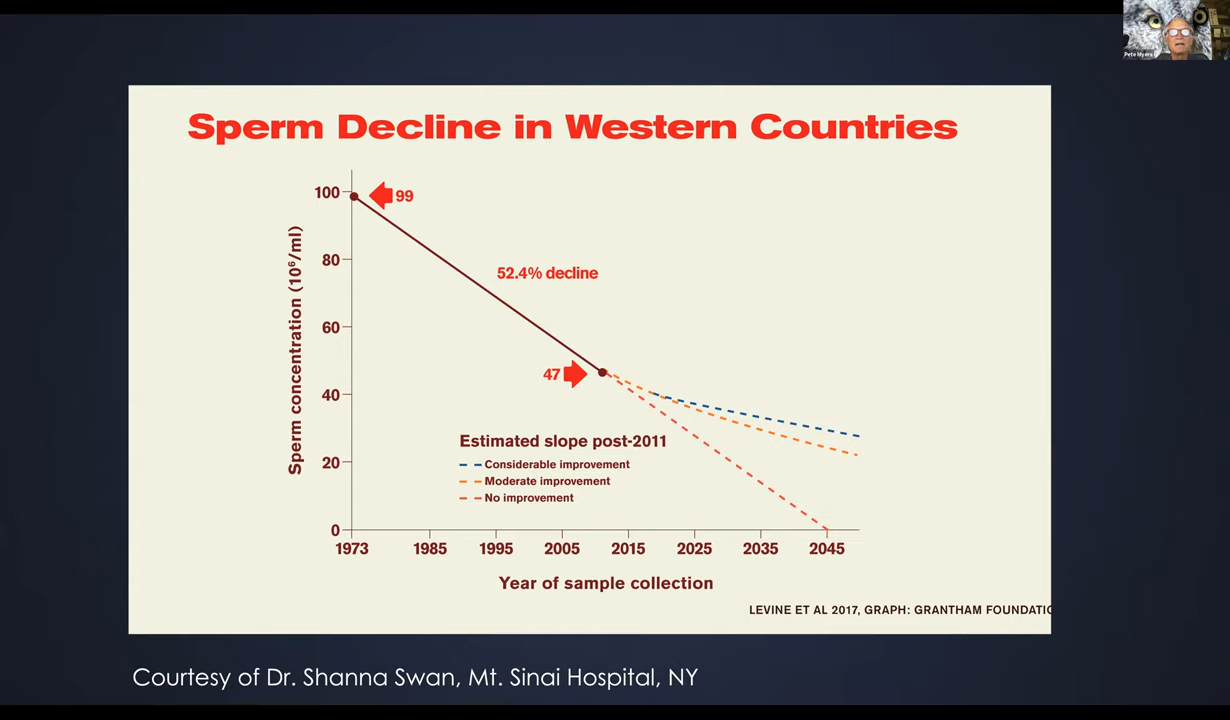 Pete Myers
Sperm Decline in Western Countries
100
99
80
52.4% decline
60
47
40
20
0
Sperm concentration (10⁶/ml)
Estimated slope post-2011
Considerable improvement
Moderate improvement
No improvement
1973 1985 1995 2005 2015 2025 2035 2045
Year of sample collection
LEVINE ET AL 2017, GRAPH: GRANTHAM FOUNDATIO
Courtesy of Dr. Shanna Swan, Mt. Sinai Hospital, NY